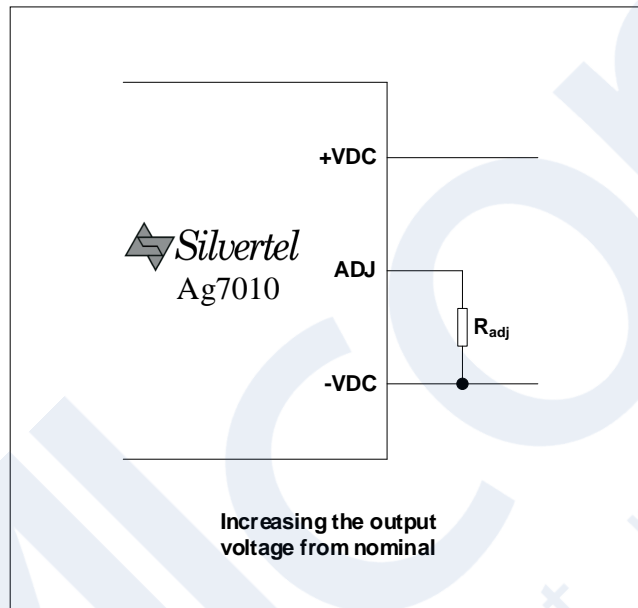 +VDC
Silvertel
Ag7010
ADJ
Radj
-VDC
Increasing the output
voltage from nominal